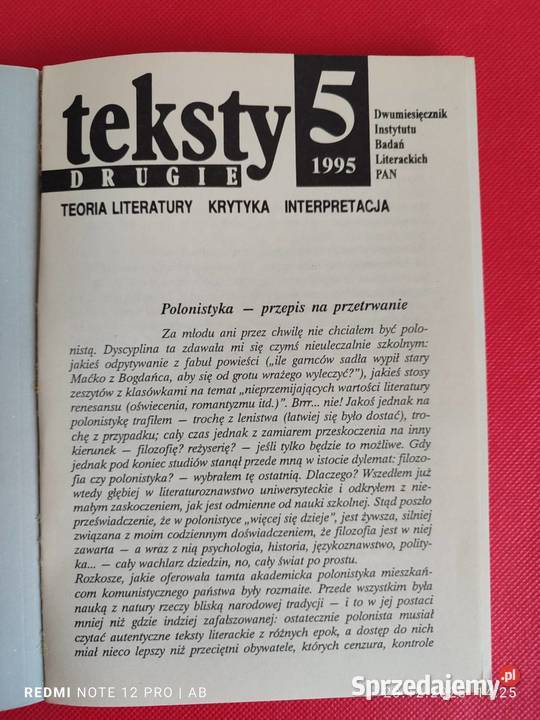 teksty
DRUGIE
5
1995
Dwumiesięcznik
Instytutu
Badań
Literackich
PAN
TEORIA LITERATURY KRYTYKA INTERPRETACJA
Polonistyka — przepis na przetrwanie
Za młodu ani przez chwilę nie chciałem być polo-
nistą. Dyscyplina ta zdawała mi się czymś nieuleczalnie szkolnym:
jakieś odpytywanie z fabuł powieści („ile garnców sadła wypił stary
Maćko z Bogdańca, aby się od grotu wrażego wyleczyć?”), jakieś stosy
zeszytów z klasówkami na temat „nieprzemijających wartości literatury
renesansu (oświecenia, romantyzmu itd.)”. Brrr... nie! Jakoś jednak na
polonistykę trafiłem — trochę z lenistwa (łatwiej się było dostać), tro-
chę z przypadku; cały czas jednak z zamiarem przeskoczenia na inny
kierunek — filozofię? reżyserię? — jeśli tylko będzie to możliwe. Gdy
jednak pod koniec studiów stanął przede mną w istocie dylemat: filozo-
fia czy polonistyka? — wybrałem tę ostatnią. Dlaczego? Wszedłem już
wtedy głębiej w literaturoznawstwo uniwersyteckie i odkryłem z nie-
małym zaskoczeniem, jak jest odmienne od nauki szkolnej. Stąd poszło
przeświadczenie, że w polonistyce „więcej się dzieje”, jest żywsza, silniej
związana z moim codziennym doświadczeniem, że filozofia jest w niej
zawarta — a wraz z nią psychologia, historia, językoznawstwo, polity-
ka... — cały wachlarz dziedzin, no, cały świat po prostu.
Rozkosze, jakie oferowała tamta akademicka polonistyka mieszkań-
com komunistycznego państwa były rozmaite. Przede wszystkim była
nauką z natury rzeczy bliską narodowej tradycji — i to w jej postaci
mniej niż gdzie indziej zafałszowanej: ostatecznie polonista musiał
czytać autentyczne teksty literackie z różnych epok, a dostęp do nich
miał nieco lepszy niż przeciętni obywatele, których cenzura, kontrole
REDMI NOTE 12 PRO | AB
Sprzedajemy.pl